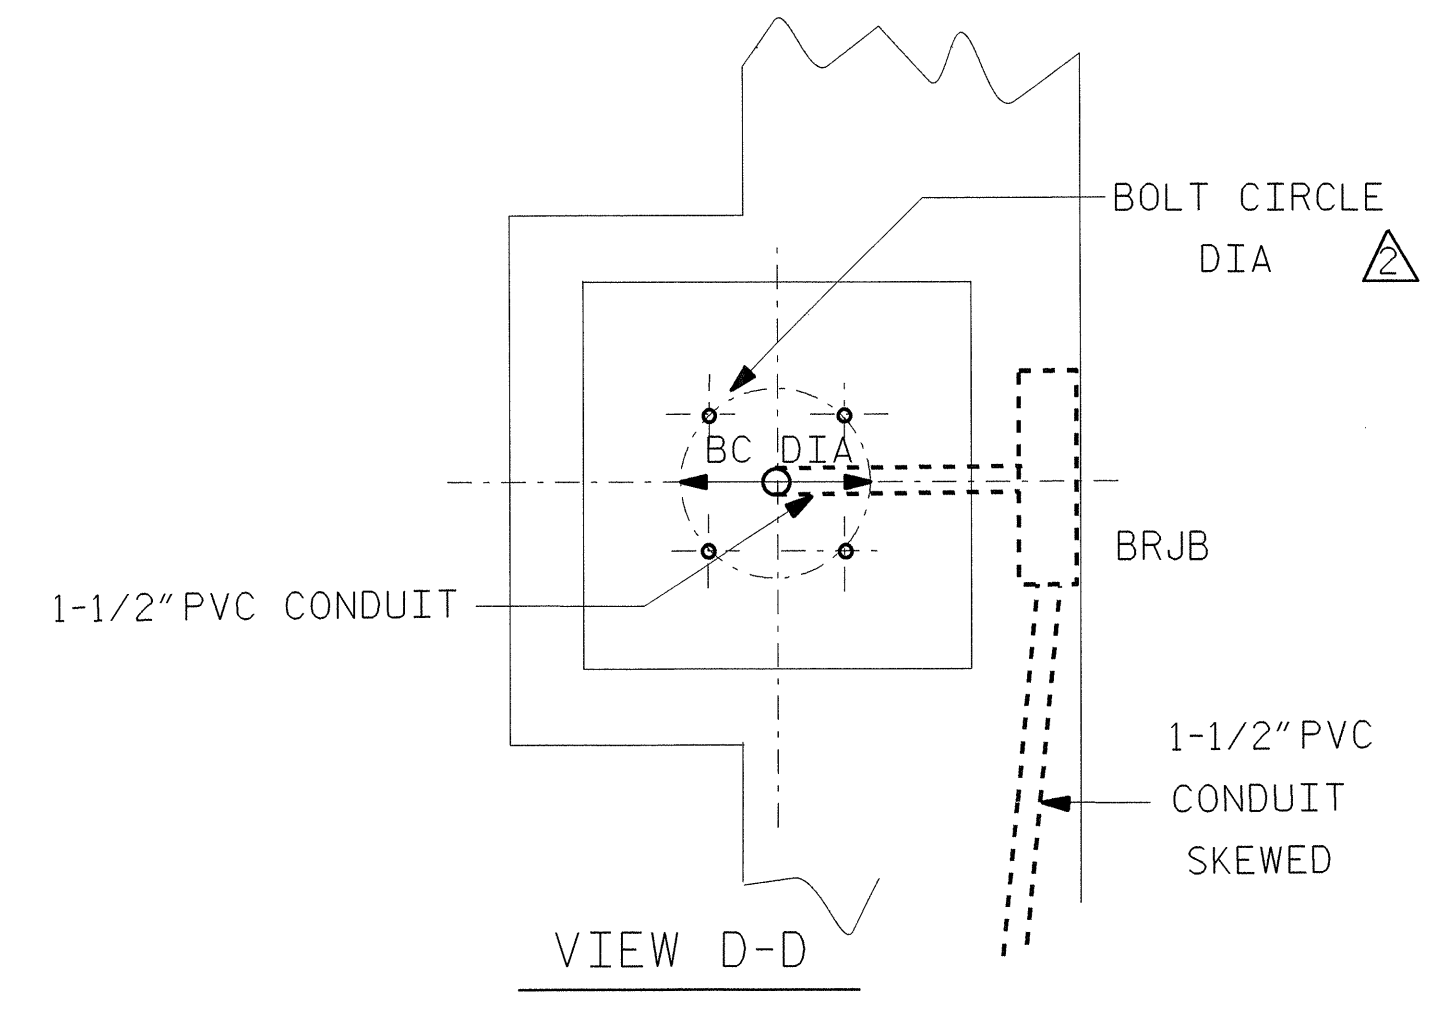 BOLT CIRCLE
DIA 2
BC DIA
BRJB
1-1/2" PVC CONDUIT
1-1/2" PVC
CONDUIT
SKEWED
VIEW D-D